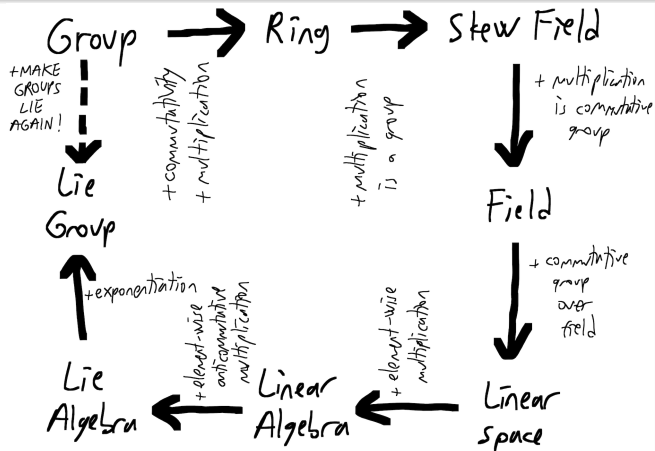 Group
Ring
Skew Field
+MAKE
GROUPS
LIE
AGAIN!
+commutativity
+multiplication
+multiplication
is a group
+ multiplication
is commutative
group
Lie
Group
Field
+ commutative
group
over
field
+exponentiation
+element-wise
anticommutative
multiplication
+element-wise
multiplication
Lie
Algebra
Linear
Algebra
Linear
space